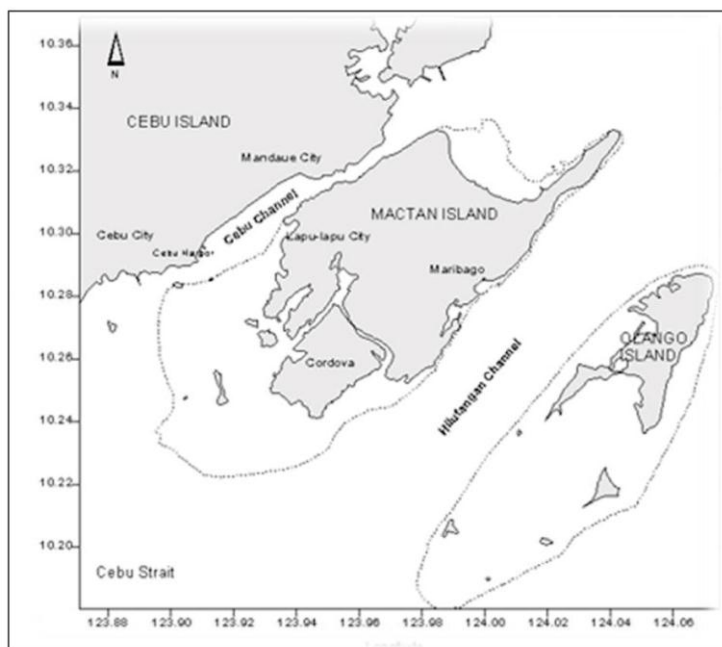 10.36
10.34
10.32
10.30
10.28
10.26
10.24
10.22
10.20
N
CEBU ISLAND
Mandaue City
Cebu Channel
MACTAN ISLAND
Cebu City
Cebu Harbor
Lapu-lapu City
Maribago
OLANGO
ISLAND
Cordova
Hilutangan Channel
Cebu Strait
123.88
123.90
123.92
123.94
123.96
123.98
124.00
124.02
124.04
124.06
Longitude